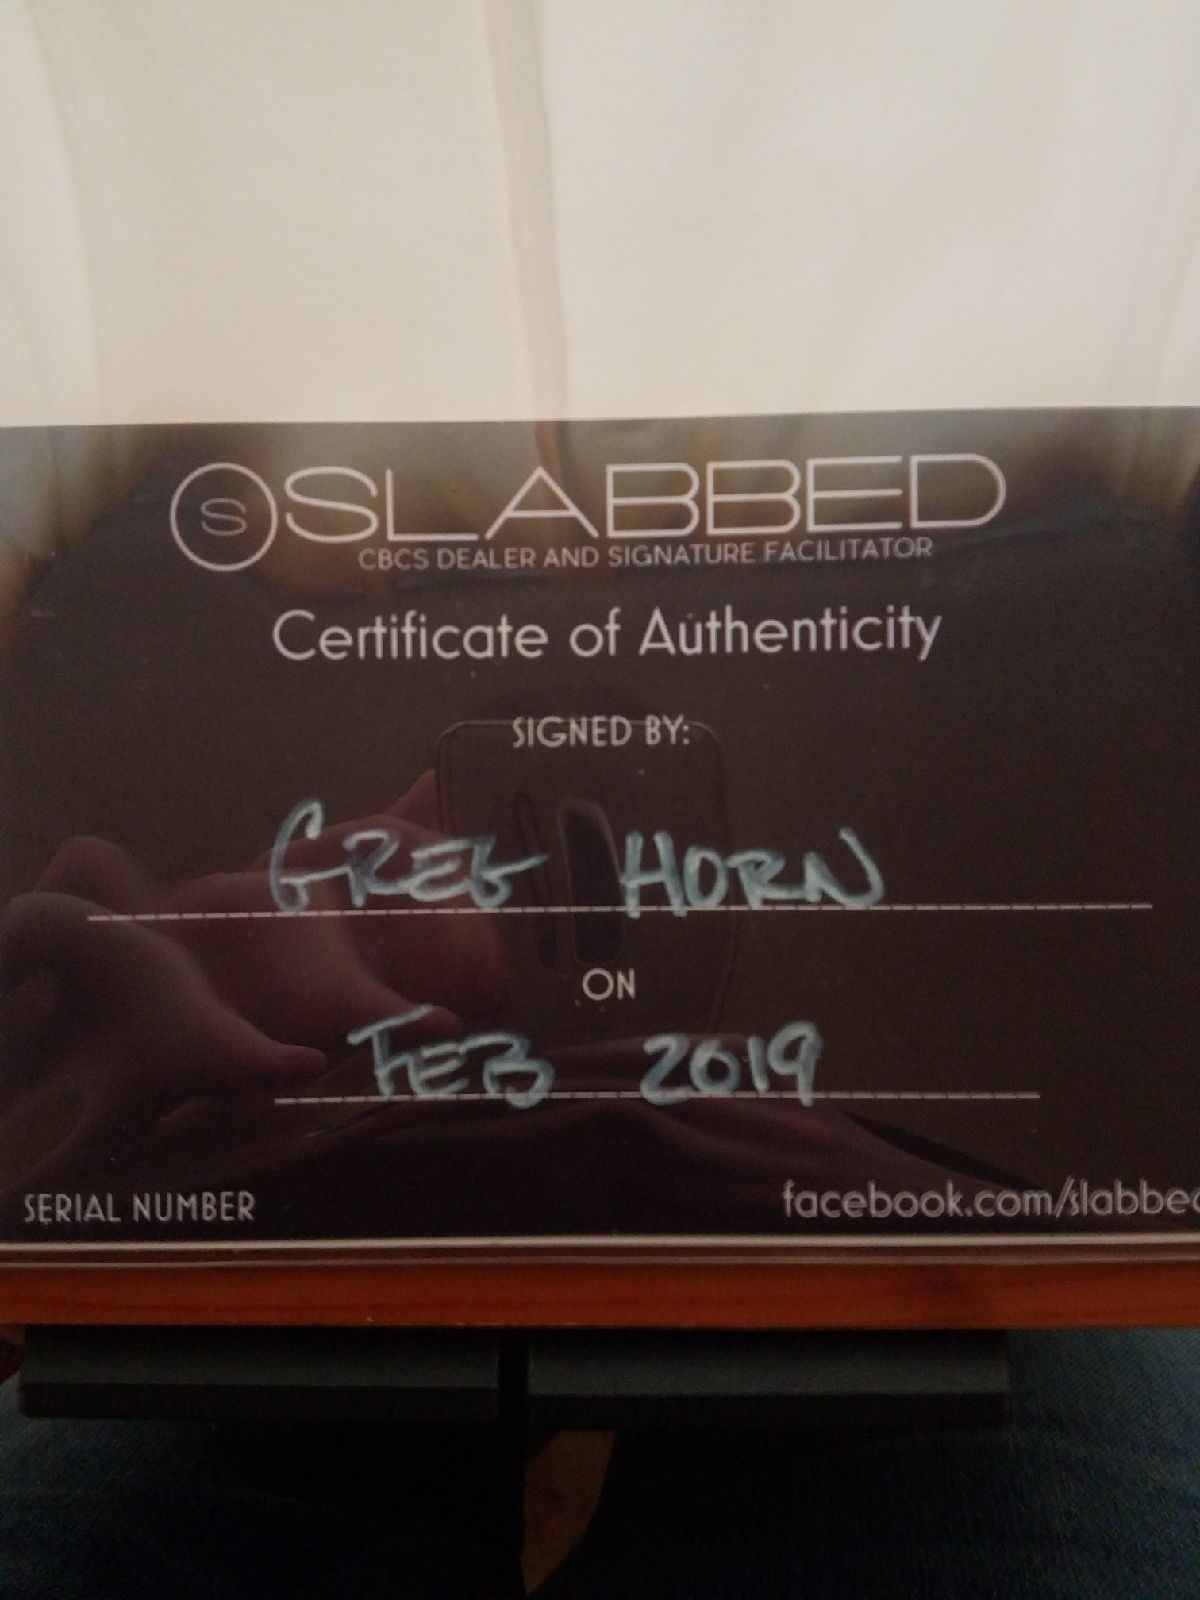 S SLABBED
CBCS DEALER AND SIGNATURE FACILITATOR
Certificate of Authenticity
SIGNED BY:
GREG HORN
ON
FEB 2019
SERIAL NUMBER
facebook.com/slabbed